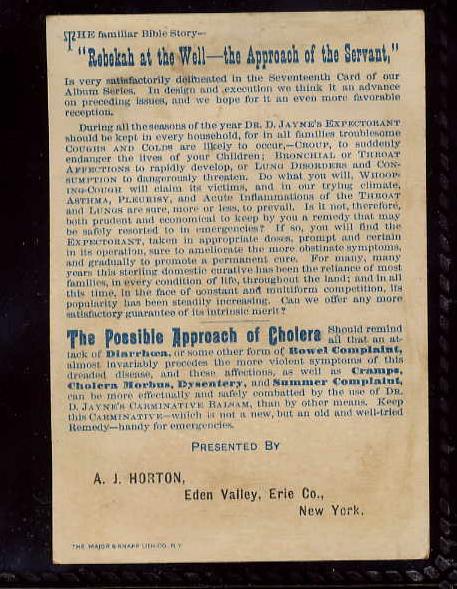 THE familiar Bible Story—
"Rebekah at the Well—the Approach of the Servant,"
Is very satisfactorily delineated in the Seventeenth Card of our
Album Series. In design and execution we think it an advance
on preceding issues, and we hope for it an even more favorable
reception.
During all the seasons of the year DR. D. JAYNE'S EXPECTORANT
should be kept in every household, for in all families troublesome
COUGHS AND COLDS are likely to occur,—CROUP, to suddenly
endanger the lives of your Children; BRONCHIAL or THROAT
AFFECTIONS to rapidly develop, or LUNG DISORDERS and CON-
SUMPTION to dangerously threaten. Do what you will, WHOOP-
ING-COUGH will claim its victims, and in our trying climate,
ASTHMA, PLEURISY, and Acute Inflammations of the THROAT
and LUNGS are sure, more or less, to prevail. Is it not, therefore,
both prudent and economical to keep by you a remedy that may
be safely resorted to in emergencies? If so, you will find the
EXPECTORANT, taken in appropriate doses, prompt and certain
in its operation, sure to ameliorate the more obstinate symptoms,
and gradually to promote a permanent cure. For many, many
years this sterling domestic curative has been the reliance of most
families, in every condition of life, throughout the land; and in all
this time, in the face of constant and multiform competition, its
popularity has been steadily increasing. Can we offer any more
satisfactory guarantee of its intrinsic merit?
The Possible Approach of Cholera Should remind
all that an at-
tack of Diarrhœa, or some other form of Bowel Complaint,
almost invariably precedes the more violent symptoms of this
dreaded disease, and these affections, as well as Cramps,
Cholera Morbus, Dysentery, and Summer Complaint,
can be more effectually and safely combatted by the use of DR.
D. JAYNE'S CARMINATIVE BALSAM, than by other means. Keep
this CARMINATIVE—which is not a new, but an old and well-tried
Remedy—handy for emergencies.
PRESENTED BY
A. J. HORTON,
Eden Valley, Erie Co.,
New York.
THE MAJOR & KNAPP LITH. CO. N.Y.